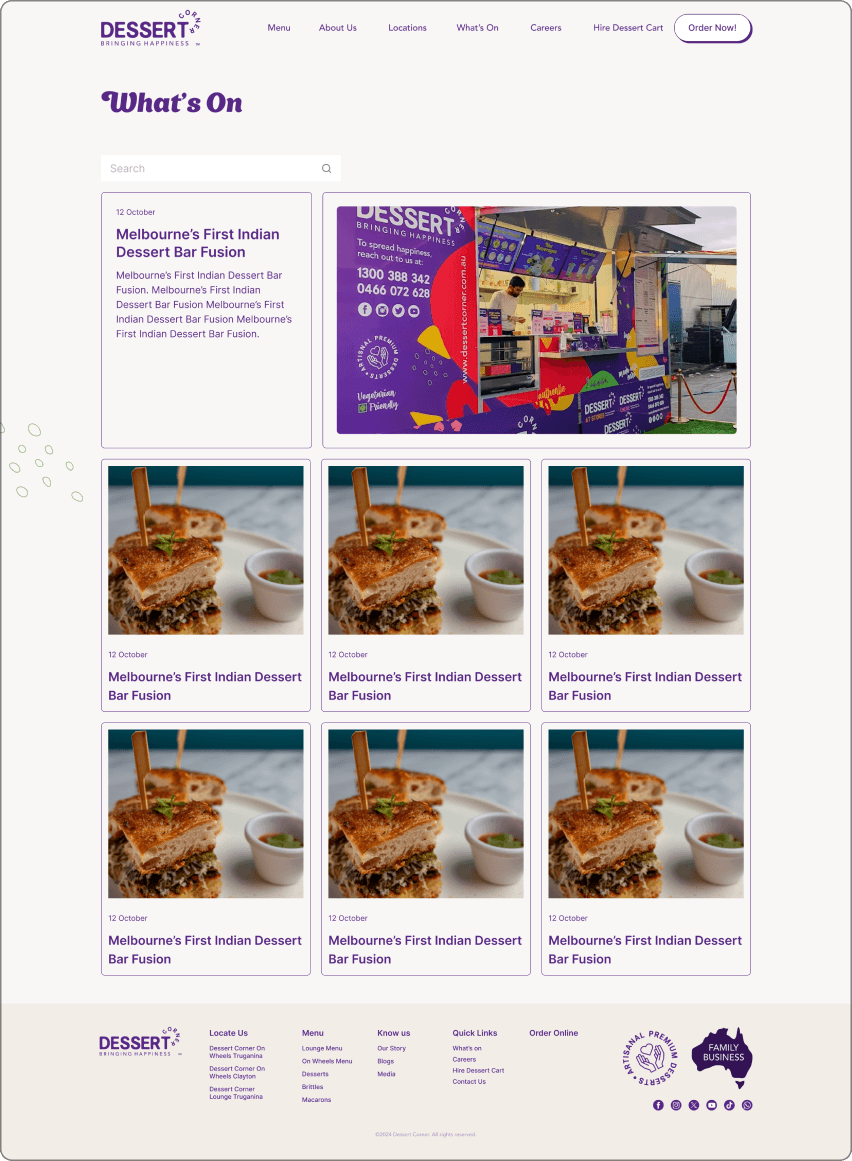 DESSERT CORNER
BRINGING HAPPINESS
Menu
About Us
Locations
What's On
Careers
Hire Dessert Cart
Order Now!
What's On
Search
12 October
Melbourne's First Indian
Dessert Bar Fusion
Melbourne's First Indian Dessert Bar
Fusion. Melbourne's First Indian
Dessert Bar Fusion Melbourne's First
Indian Dessert Bar Fusion Melbourne's
First Indian Dessert Bar Fusion.
DESSERT CORNER
BRINGING HAPPINESS
To spread happiness,
reach out to us at:
1300 388 342
0466 072 628
www.dessertcorner.com.au
ARTISANAL PREMIUM DESSERTS
Vegetarian
Friendly
DESSERT
DESSERT
12 October
Melbourne's First Indian Dessert
Bar Fusion
12 October
Melbourne's First Indian Dessert
Bar Fusion
12 October
Melbourne's First Indian Dessert
Bar Fusion
12 October
Melbourne's First Indian Dessert
Bar Fusion
12 October
Melbourne's First Indian Dessert
Bar Fusion
12 October
Melbourne's First Indian Dessert
Bar Fusion
DESSERT CORNER
BRINGING HAPPINESS
Locate Us
Dessert Corner On
Wheels Truganina
Dessert Corner On
Wheels Clayton
Dessert Corner
Lounge Truganina
Menu
Lounge Menu
On Wheels Menu
Desserts
Brittles
Macarons
Know us
Our Story
Blogs
Media
Quick Links
What's on
Careers
Hire Dessert Cart
Contact Us
Order Online
ARTISANAL PREMIUM DESSERTS
FAMILY
BUSINESS
©2024 Dessert Corner. All rights reserved.